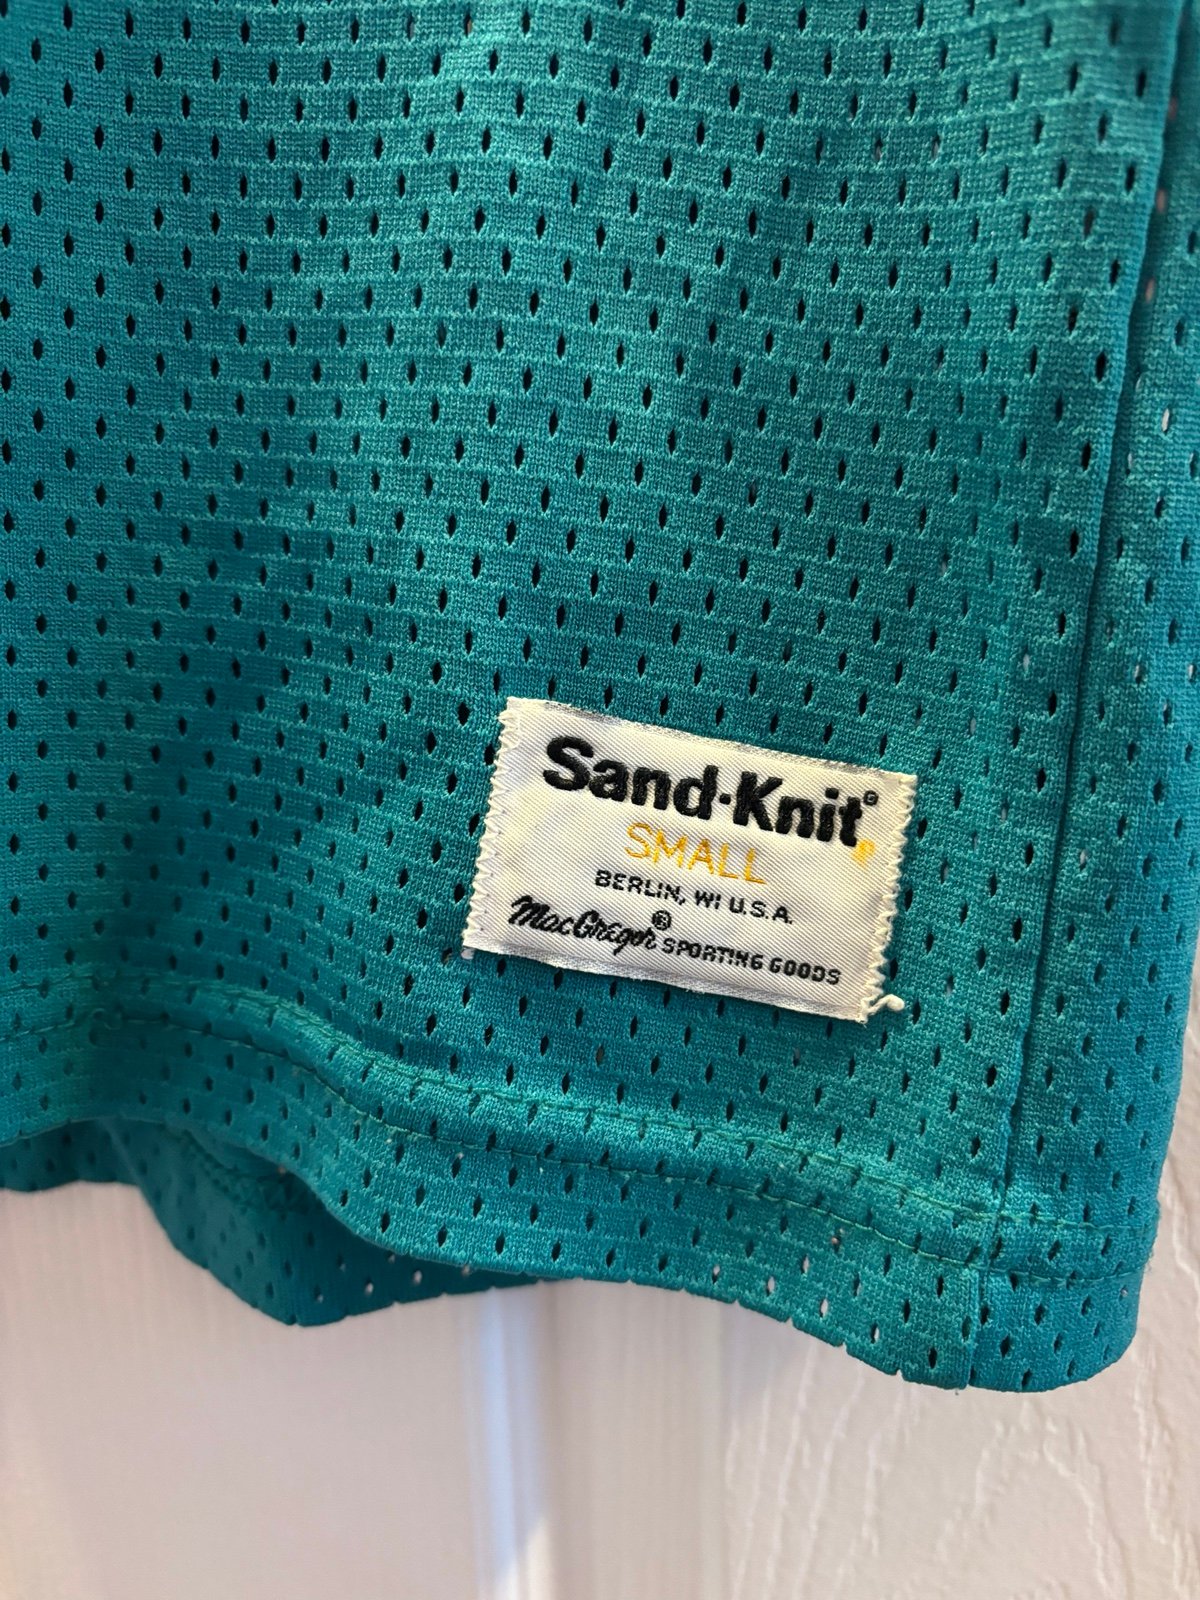 Sand-Knit®
SMALL
BERLIN, WI U.S.A.
MacGregor® SPORTING GOODS